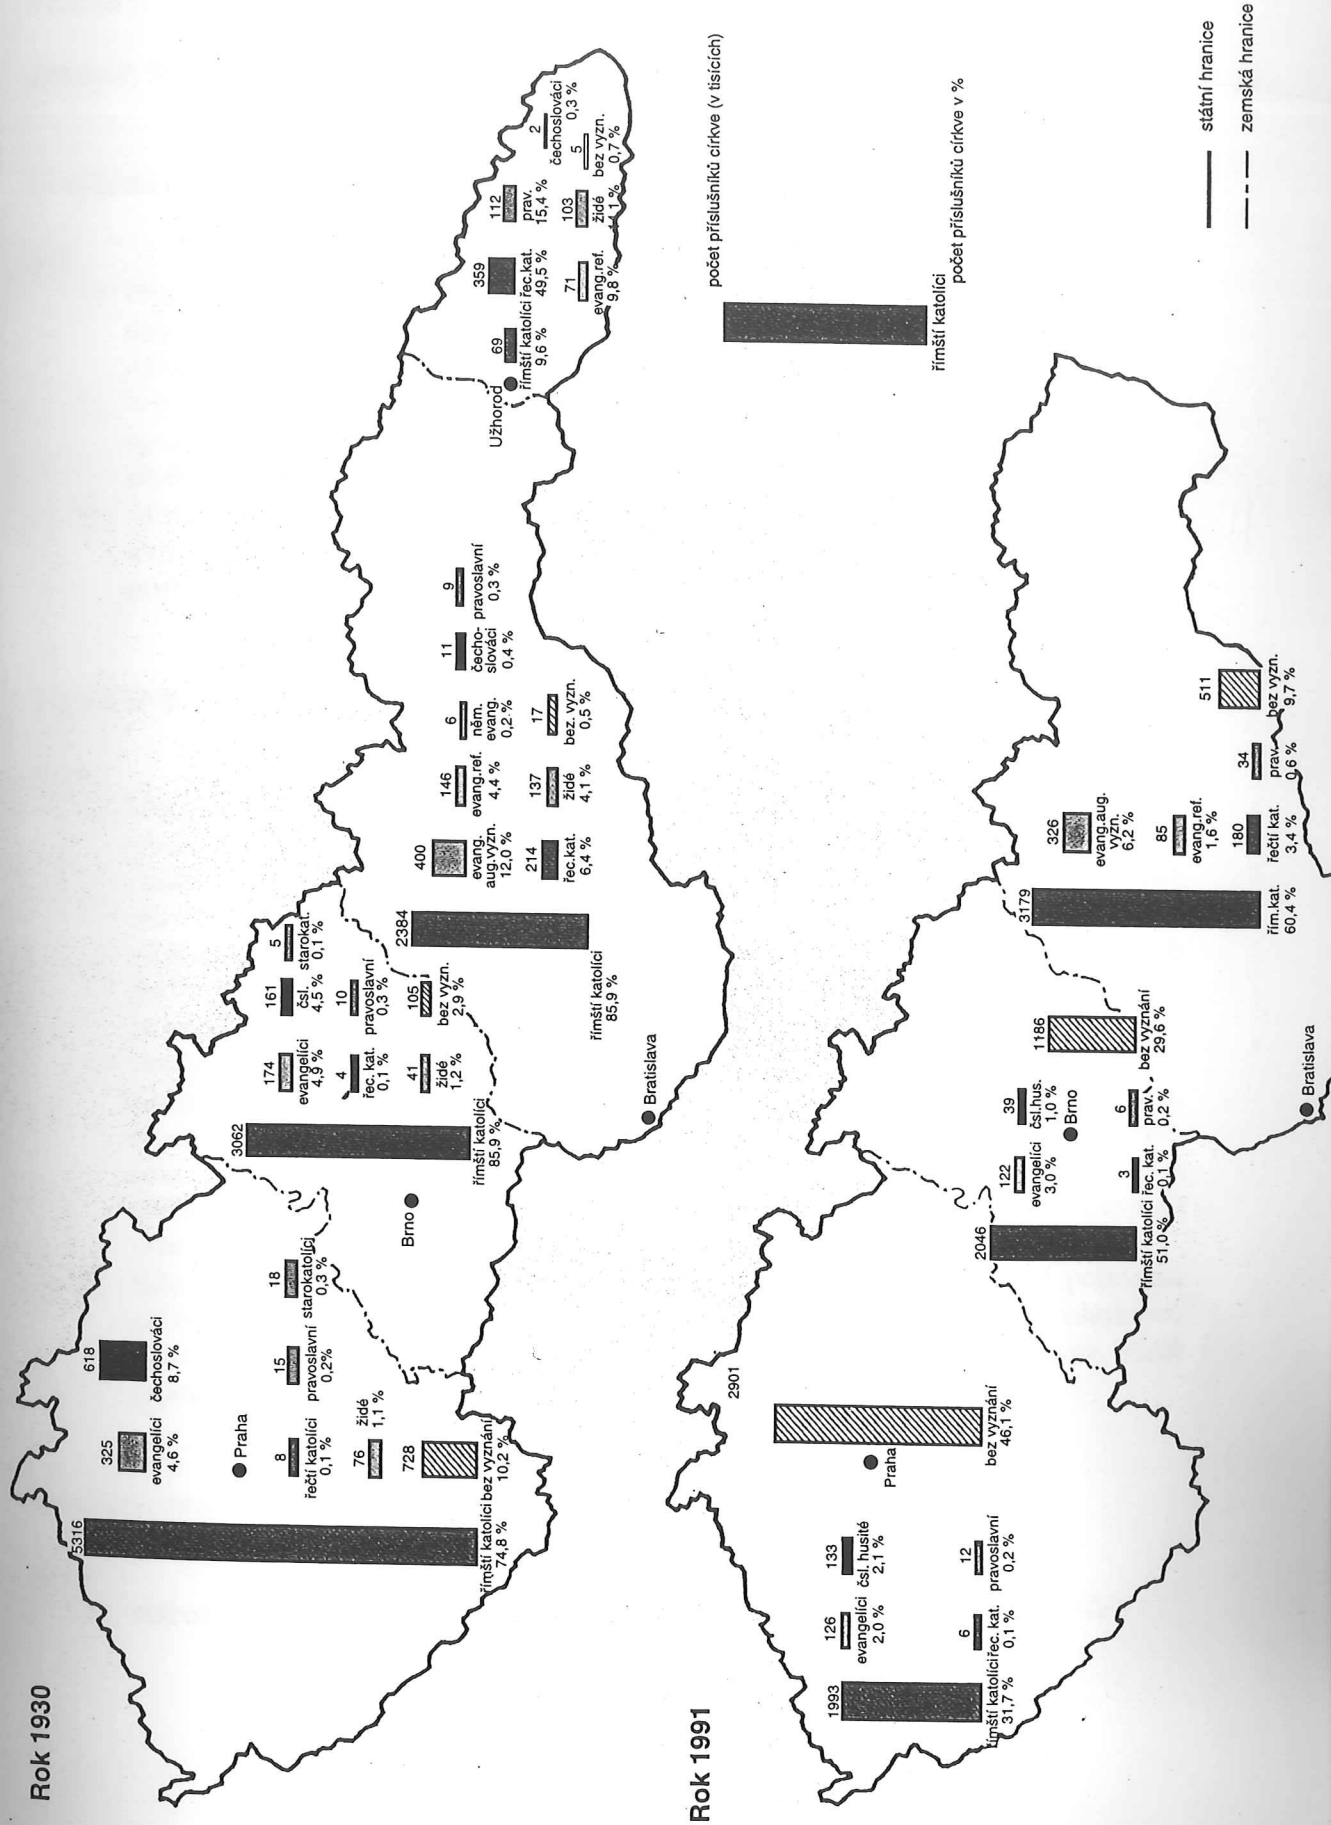 Rok 1930
5316
římští katolíci
74,8 %
325
evangelíci
4,6 %
618
čechoslováci
8,7 %
Praha
8
řečtí katolíci
0,1 %
15
pravoslavní
0,2%
18
starokatolíci
0,3 %
76
židé
1,1 %
728
bez vyznání
10,2 %
Brno
3062
římští katolíci
85,9 %
174
evangelíci
4,9 %
161
čsl.
4,5 %
5
starokat.
0,1 %
4
řec. kat.
0,1 %
10
pravoslavní
0,3 %
41
židé
1,2 %
105
bez vyzn.
2,9 %
Bratislava
2384
římští katolíci
85,9 %
400
evang.
aug.vyzn.
12,0 %
146
evang.ref.
4,4 %
6
něm.
evang.
0,2 %
11
čecho-
slováci
0,4 %
9
pravoslavní
0,3 %
214
řec.kat.
6,4 %
137
židé
4,1 %
17
bez. vyzn.
0,5 %
Užhorod
69
římští katolíci
9,6 %
359
řec.kat.
49,5 %
112
prav.
15,4 %
2
čechoslováci
0,3 %
71
evang.ref.
9,8 %
103
židé
5
bez vyzn.
0,7 %
počet příslušníků církve (v tisících)
římští katolíci
počet příslušníků církve v %
státní hranice
zemská hranice
Rok 1991
1993
římští katolíci
31,7 %
126
evangelíci
2,0 %
133
čsl. husité
2,1 %
6
řec. kat.
0,1 %
12
pravoslavní
0,2 %
Praha
2901
bez vyznání
46,1 %
2046
římští katolíci
51,0 %
122
evangelíci
3,0 %
39
čsl.hus.
1,0 %
Brno
3
řec. kat.
0,1 %
6
prav.
0,2 %
1186
bez vyznání
29,6 %
Bratislava
3179
řím.kat.
60,4 %
326
evang.aug.
vyzn.
6,2 %
85
evang.ref.
1,6 %
180
řečtí kat.
3,4 %
34
prav.
0,6 %
511
bez vyzn.
9,7 %